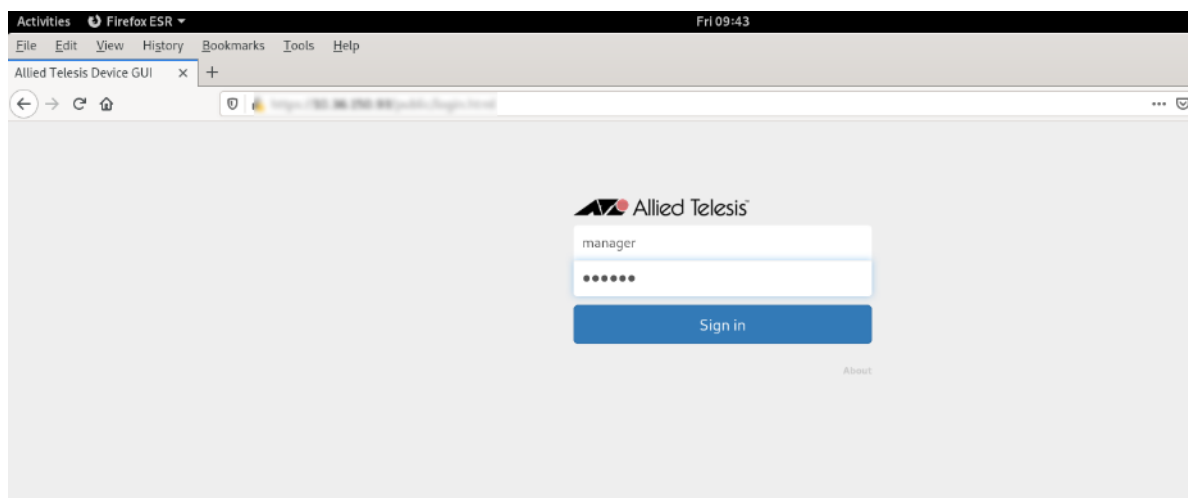 Activities Firefox ESR Fri 09:43
File Edit View History Bookmarks Tools Help
Allied Telesis Device GUI
Allied Telesis
manager
Sign in
About